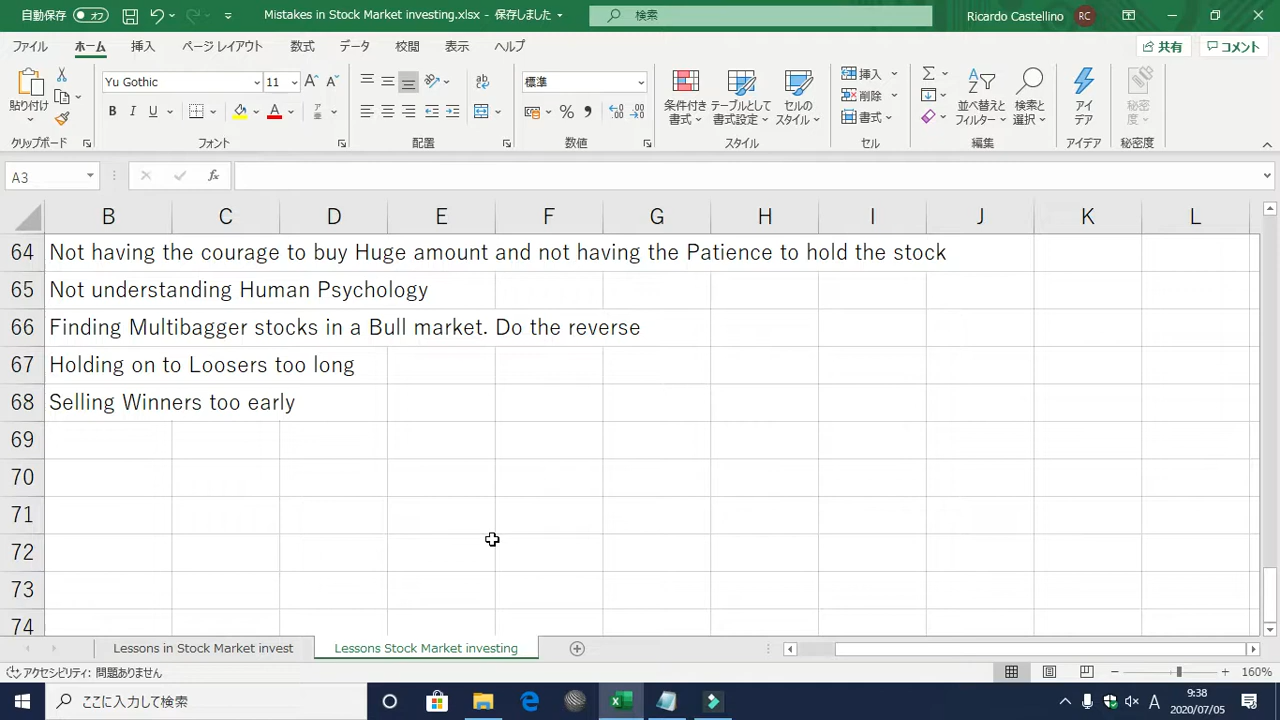 自動保存 オフ Mistakes in Stock Market investing.xlsx - 保存しました 検索 Ricardo Castellino RC
ファイル ホーム 挿入 ページ レイアウト 数式 データ 校閲 表示 ヘルプ 共有 コメント
貼り付け
クリップボード
Yu Gothic 11
B I U
フォント
ab
配置
標準
%
数値
条件付き書式
テーブルとして書式設定
セルのスタイル
スタイル
挿入
削除
書式
セル
並べ替えとフィルター
検索と選択
編集
アイデア
アイデア
秘密度
秘密度
A3 fx
B C D E F G H I J K L
64 Not having the courage to buy Huge amount and not having the Patience to hold the stock
65 Not understanding Human Psychology
66 Finding Multibagger stocks in a Bull market. Do the reverse
67 Holding on to Loosers too long
68 Selling Winners too early
69
70
71
72
73
74
Lessons in Stock Market invest Lessons Stock Market investing
アクセシビリティ: 問題ありません 160%
ここに入力して検索 A 9:38
2020/07/05